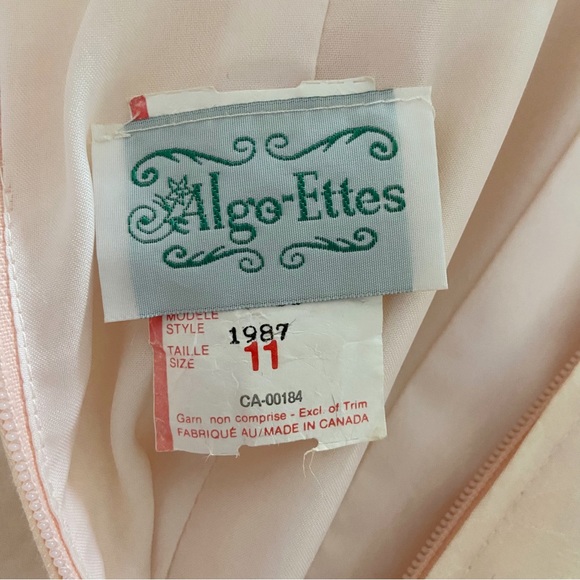 Algo-Ettes
MODÈLE
STYLE 1987
TAILLE
SIZE 11
CA-00184
Garn. non comprise - Excl. of Trim
FABRIQUÉ AU/MADE IN CANADA